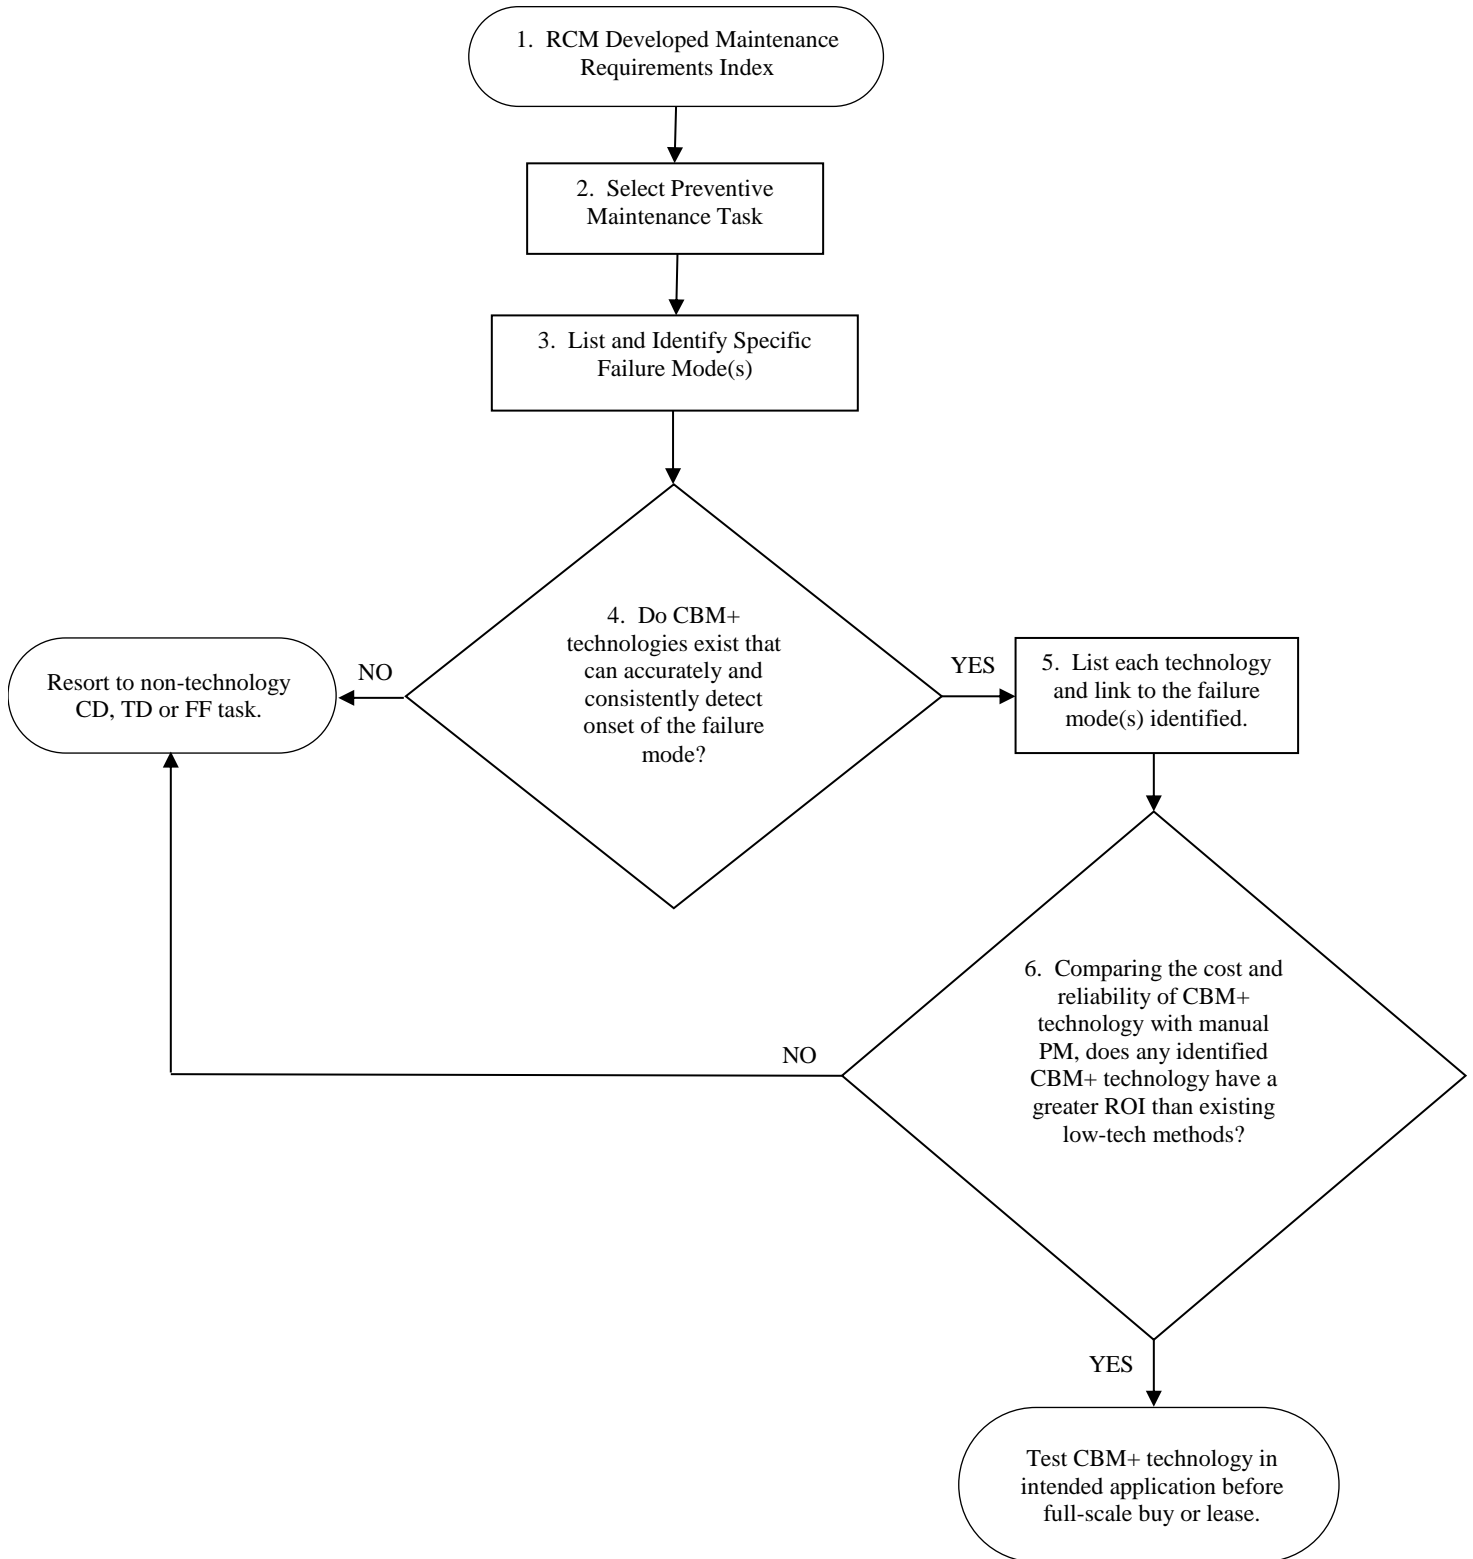 1. RCM Developed Maintenance
Requirements Index
2. Select Preventive
Maintenance Task
3. List and Identify Specific
Failure Mode(s)
4. Do CBM+
technologies exist that
can accurately and
consistently detect
onset of the failure
mode?
NO
Resort to non-technology
CD, TD or FF task.
YES
5. List each technology
and link to the failure
mode(s) identified.
6. Comparing the cost and
reliability of CBM+
technology with manual
PM, does any identified
CBM+ technology have a
greater ROI than existing
low-tech methods?
NO
YES
Test CBM+ technology in
intended application before
full-scale buy or lease.